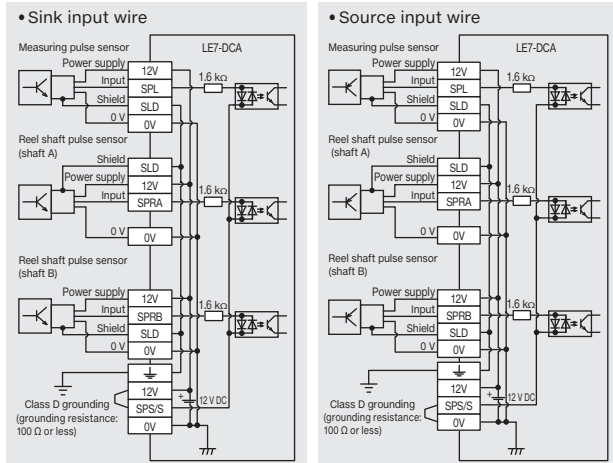 • Sink input wire
Measuring pulse sensor
LE7-DCA
Power supply
12V
Input
SPL
1.6 kΩ
Shield
SLD
0 V
0V
Reel shaft pulse sensor
(shaft A)
Shield
SLD
Power supply
12V
1.6 kΩ
Input
SPRA
0 V
0V
Reel shaft pulse sensor
(shaft B)
Power supply
12V
Input
SPRB
1.6 kΩ
Shield
SLD
0 V
0V
12V
+
12 V DC
Class D grounding
SPS/S
(grounding resistance:
100 Ω or less)
0V
• Source input wire
Measuring pulse sensor
LE7-DCA
Power supply
12V
Input
SPL
1.6 kΩ
Shield
SLD
0 V
0V
Reel shaft pulse sensor
(shaft A)
Shield
SLD
Power supply
12V
1.6 kΩ
Input
SPRA
0 V
0V
Reel shaft pulse sensor
(shaft B)
Power supply
12V
Input
SPRB
1.6 kΩ
Shield
SLD
0 V
0V
12V
+
12 V DC
Class D grounding
SPS/S
(grounding resistance:
100 Ω or less)
0V